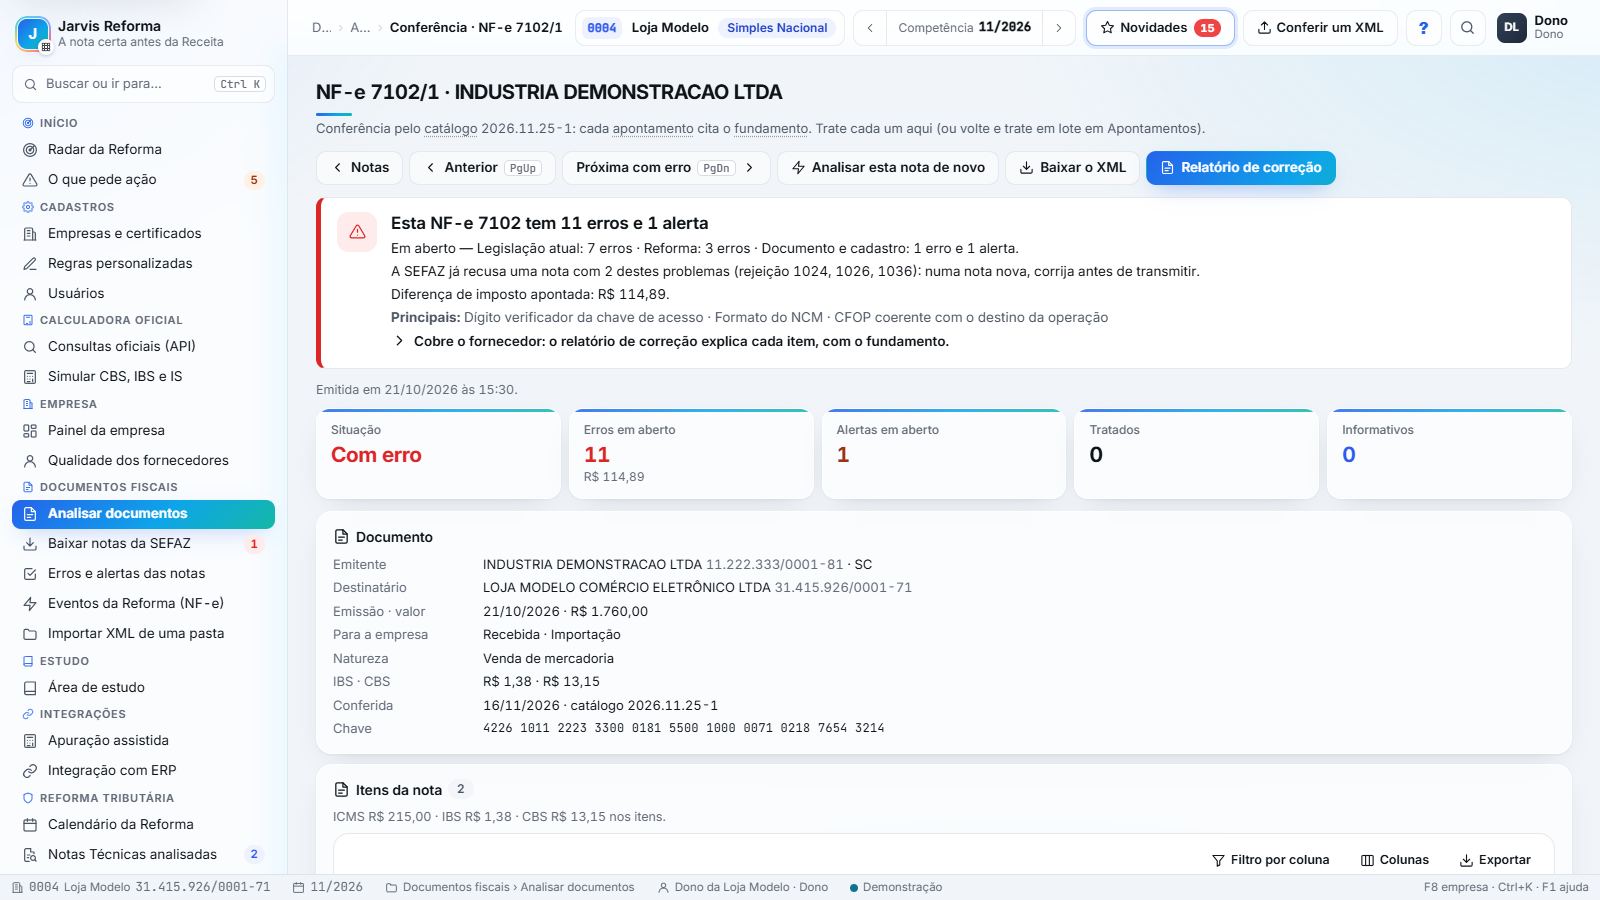 Jarvis Reforma
A nota certa antes da Receita
Buscar ou ir para... Ctrl K
INÍCIO
Radar da Reforma
O que pede ação 5
CADASTROS
Empresas e certificados
Regras personalizadas
Usuários
CALCULADORA OFICIAL
Consultas oficiais (API)
Simular CBS, IBS e IS
EMPRESA
Painel da empresa
Qualidade dos fornecedores
DOCUMENTOS FISCAIS
Analisar documentos
Baixar notas da SEFAZ 1
Erros e alertas das notas
Eventos da Reforma (NF-e)
Importar XML de uma pasta
ESTUDO
Área de estudo
INTEGRAÇÕES
Apuração assistida
Integração com ERP
REFORMA TRIBUTÁRIA
Calendário da Reforma
Notas Técnicas analisadas 2
D... › A... › Conferência · NF-e 7102/1 0004 Loja Modelo Simples Nacional Competência 11/2026 Novidades 15 Conferir um XML ? DL Dono
Dono
NF-e 7102/1 · INDUSTRIA DEMONSTRACAO LTDA
Conferência pelo catálogo 2026.11.25-1: cada apontamento cita o fundamento. Trate cada um aqui (ou volte e trate em lote em Apontamentos).
Notas Anterior PgUp Próxima com erro PgDn Analisar esta nota de novo Baixar o XML Relatório de correção
Esta NF-e 7102 tem 11 erros e 1 alerta
Em aberto — Legislação atual: 7 erros · Reforma: 3 erros · Documento e cadastro: 1 erro e 1 alerta.
A SEFAZ já recusa uma nota com 2 destes problemas (rejeição 1024, 1026, 1036): numa nota nova, corrija antes de transmitir.
Diferença de imposto apontada: R$ 114,89.
Principais: Dígito verificador da chave de acesso · Formato do NCM · CFOP coerente com o destino da operação
Cobre o fornecedor: o relatório de correção explica cada item, com o fundamento.
Emitida em 21/10/2026 às 15:30.
Situação Erros em aberto Alertas em aberto Tratados Informativos
Com erro 11 1 0 0
R$ 114,89
Documento
Emitente INDUSTRIA DEMONSTRACAO LTDA 11.222.333/0001-81 · SC
Destinatário LOJA MODELO COMÉRCIO ELETRÔNICO LTDA 31.415.926/0001-71
Emissão · valor 21/10/2026 · R$ 1.760,00
Para a empresa Recebida · Importação
Natureza Venda de mercadoria
IBS · CBS R$ 1,38 · R$ 13,15
Conferida 16/11/2026 · catálogo 2026.11.25-1
Chave 4226 1011 2223 3300 0181 5500 1000 0071 0218 7654 3214
Itens da nota 2
ICMS R$ 215,00 · IBS R$ 1,38 · CBS R$ 13,15 nos itens.
Filtro por coluna Colunas Exportar
0004 Loja Modelo 31.415.926/0001-71 11/2026 Documentos fiscais › Analisar documentos Dono da Loja Modelo · Dono Demonstração F8 empresa · Ctrl+K · F1 ajuda